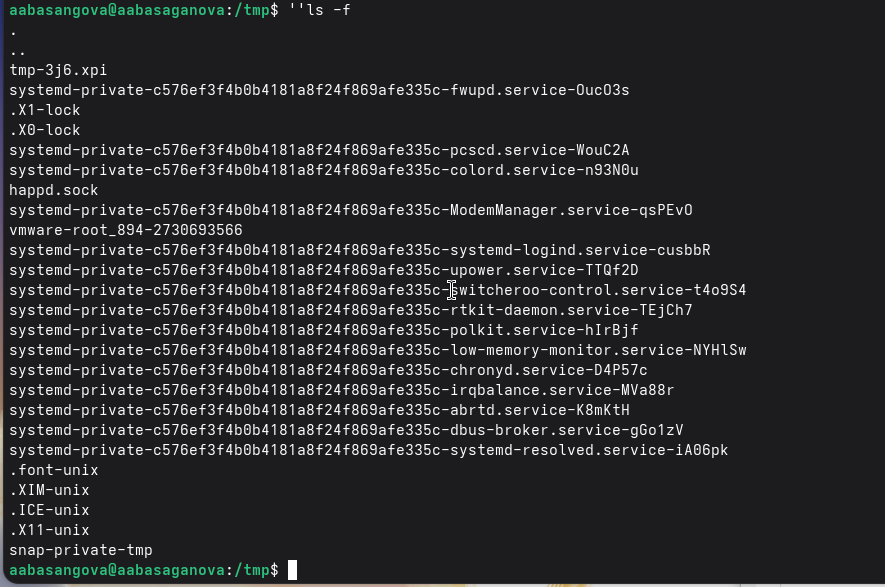 aabasangova@aabasaganova:/tmp$ ''ls -f
.
..
tmp-3j6.xpi
systemd-private-c576ef3f4b0b4181a8f24f869afe335c-fwupd.service-OucO3s
.X1-lock
.X0-lock
systemd-private-c576ef3f4b0b4181a8f24f869afe335c-pcscd.service-WouC2A
systemd-private-c576ef3f4b0b4181a8f24f869afe335c-colord.service-n93N0u
happd.sock
systemd-private-c576ef3f4b0b4181a8f24f869afe335c-ModemManager.service-qsPEvO
vmware-root_894-2730693566
systemd-private-c576ef3f4b0b4181a8f24f869afe335c-systemd-logind.service-cusbbR
systemd-private-c576ef3f4b0b4181a8f24f869afe335c-upower.service-TTQf2D
systemd-private-c576ef3f4b0b4181a8f24f869afe335c-switcheroo-control.service-t4o9S4
systemd-private-c576ef3f4b0b4181a8f24f869afe335c-rtkit-daemon.service-TEjCh7
systemd-private-c576ef3f4b0b4181a8f24f869afe335c-polkit.service-hIrBjf
systemd-private-c576ef3f4b0b4181a8f24f869afe335c-low-memory-monitor.service-NYHlSw
systemd-private-c576ef3f4b0b4181a8f24f869afe335c-chronyd.service-D4P57c
systemd-private-c576ef3f4b0b4181a8f24f869afe335c-irqbalance.service-MVa88r
systemd-private-c576ef3f4b0b4181a8f24f869afe335c-abrtd.service-K8mKtH
systemd-private-c576ef3f4b0b4181a8f24f869afe335c-dbus-broker.service-gGo1zV
systemd-private-c576ef3f4b0b4181a8f24f869afe335c-systemd-resolved.service-iA06pk
.font-unix
.XIM-unix
.ICE-unix
.X11-unix
snap-private-tmp
aabasangova@aabasaganova:/tmp$